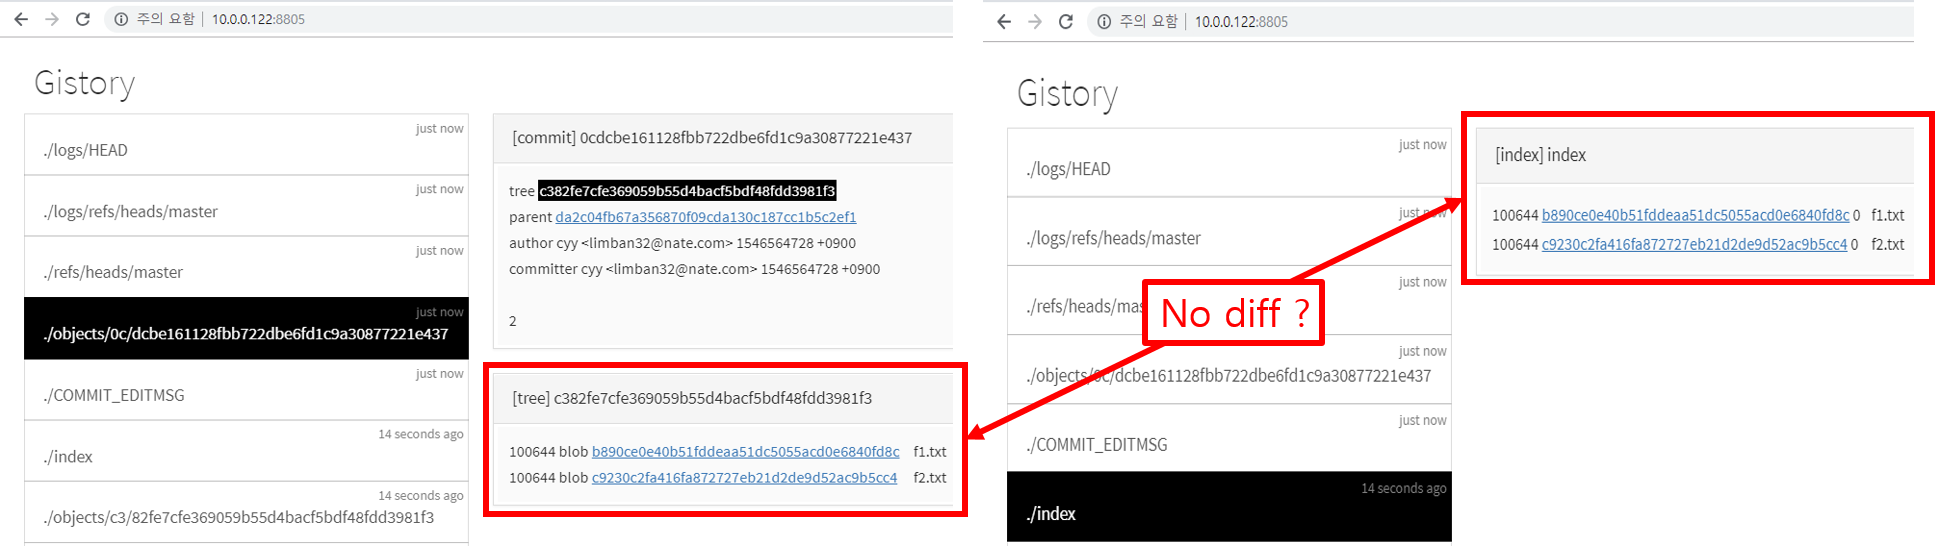 주의 요함 | 10.0.0.122:8805
Gistory
just now
./logs/HEAD
just now
./logs/refs/heads/master
just now
./refs/heads/master
just now
./objects/0c/dcbe161128fbb722dbe6fd1c9a30877221e437
just now
./COMMIT_EDITMSG
14 seconds ago
./index
14 seconds ago
./objects/c3/82fe7cfe369059b55d4bacf5bdf48fdd3981f3
[commit] 0cdcbe161128fbb722dbe6fd1c9a30877221e437
tree c382fe7cfe369059b55d4bacf5bdf48fdd3981f3
parent da2c04fb67a356870f09cda130c187cc1b5c2ef1
author cyy <limban32@nate.com> 1546564728 +0900
committer cyy <limban32@nate.com> 1546564728 +0900
2
[tree] c382fe7cfe369059b55d4bacf5bdf48fdd3981f3
100644 blob b890ce0e40b51fddeaa51dc5055acd0e6840fd8c f1.txt
100644 blob c9230c2fa416fa872727eb21d2de9d52ac9b5cc4 f2.txt
No diff ?
주의 요함 | 10.0.0.122:8805
Gistory
just now
./logs/HEAD
just now
./logs/refs/heads/master
just now
./refs/heads/mas
just now
./objects/0c/dcbe161128fbb722dbe6fd1c9a30877221e437
just now
./COMMIT_EDITMSG
14 seconds ago
./index
[index] index
100644 b890ce0e40b51fddeaa51dc5055acd0e6840fd8c 0 f1.txt
100644 c9230c2fa416fa872727eb21d2de9d52ac9b5cc4 0 f2.txt